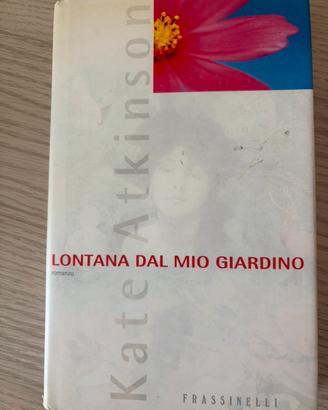 Kate Atkinson
LONTANA DAL MIO GIARDINO
romanzo
FRASSINELLI